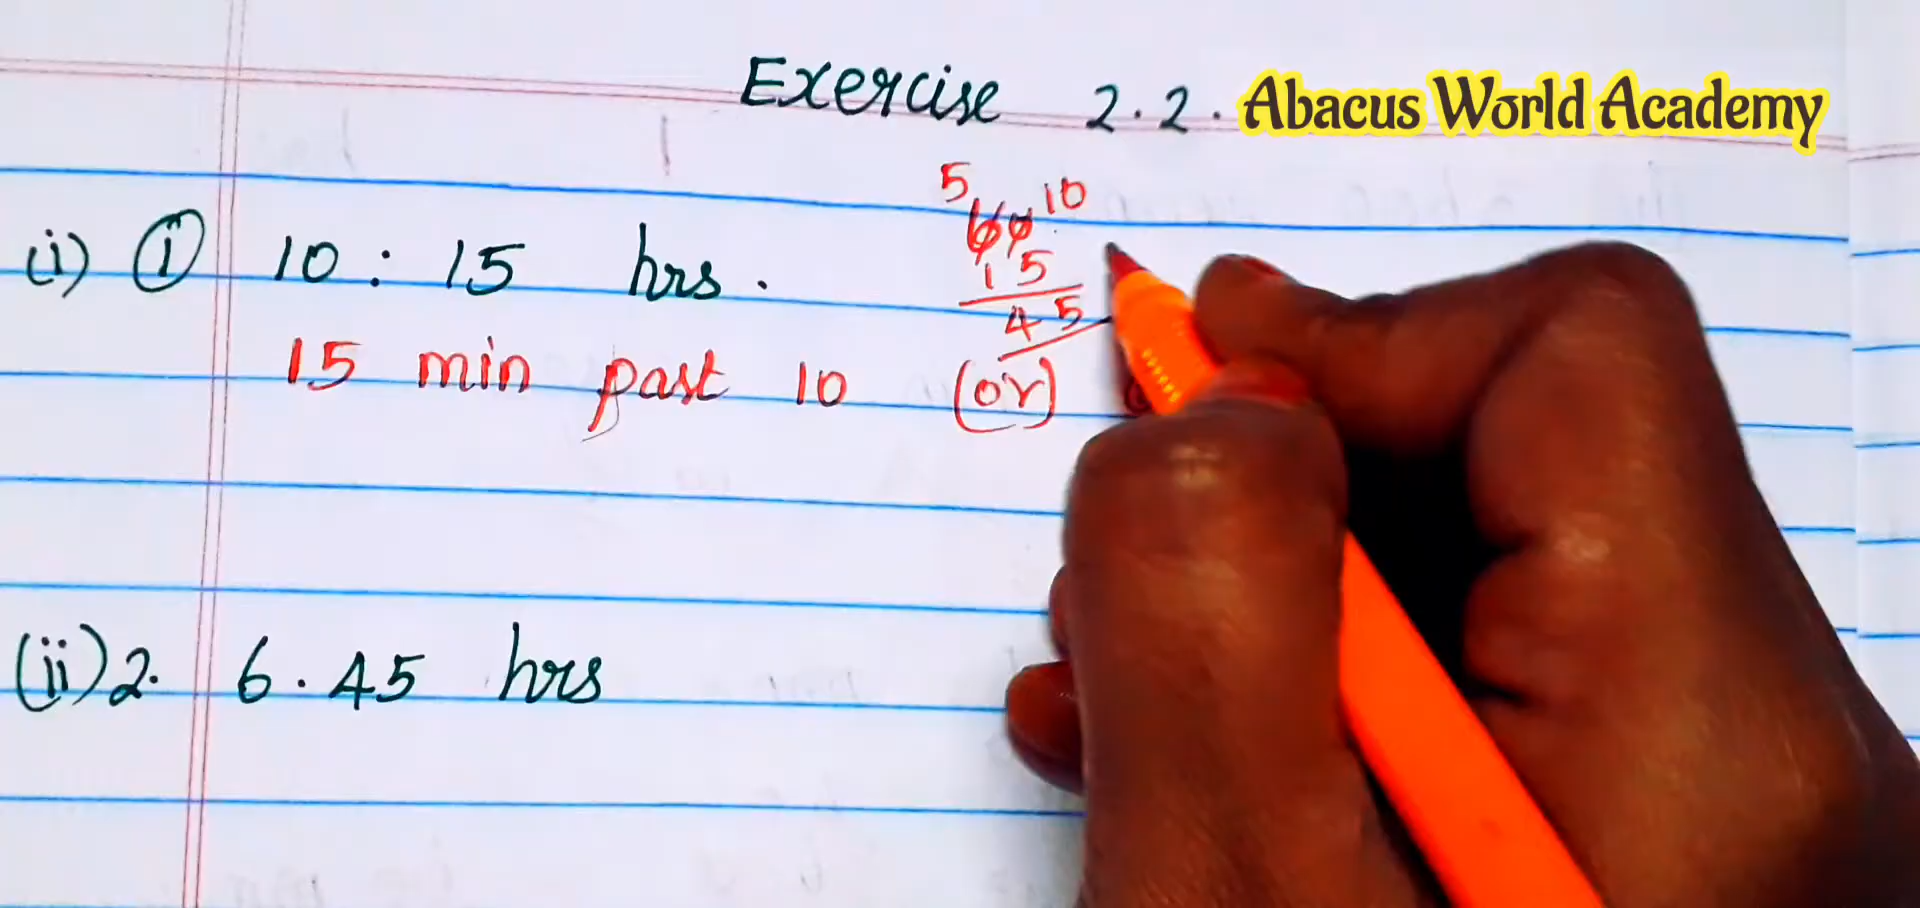 Exercise 2.2.
Abacus World Academy
5 10
60
(i) ① 10 : 15 hrs.
15
45
15 min past 10 (or)
(ii) 2. 6.45 hrs